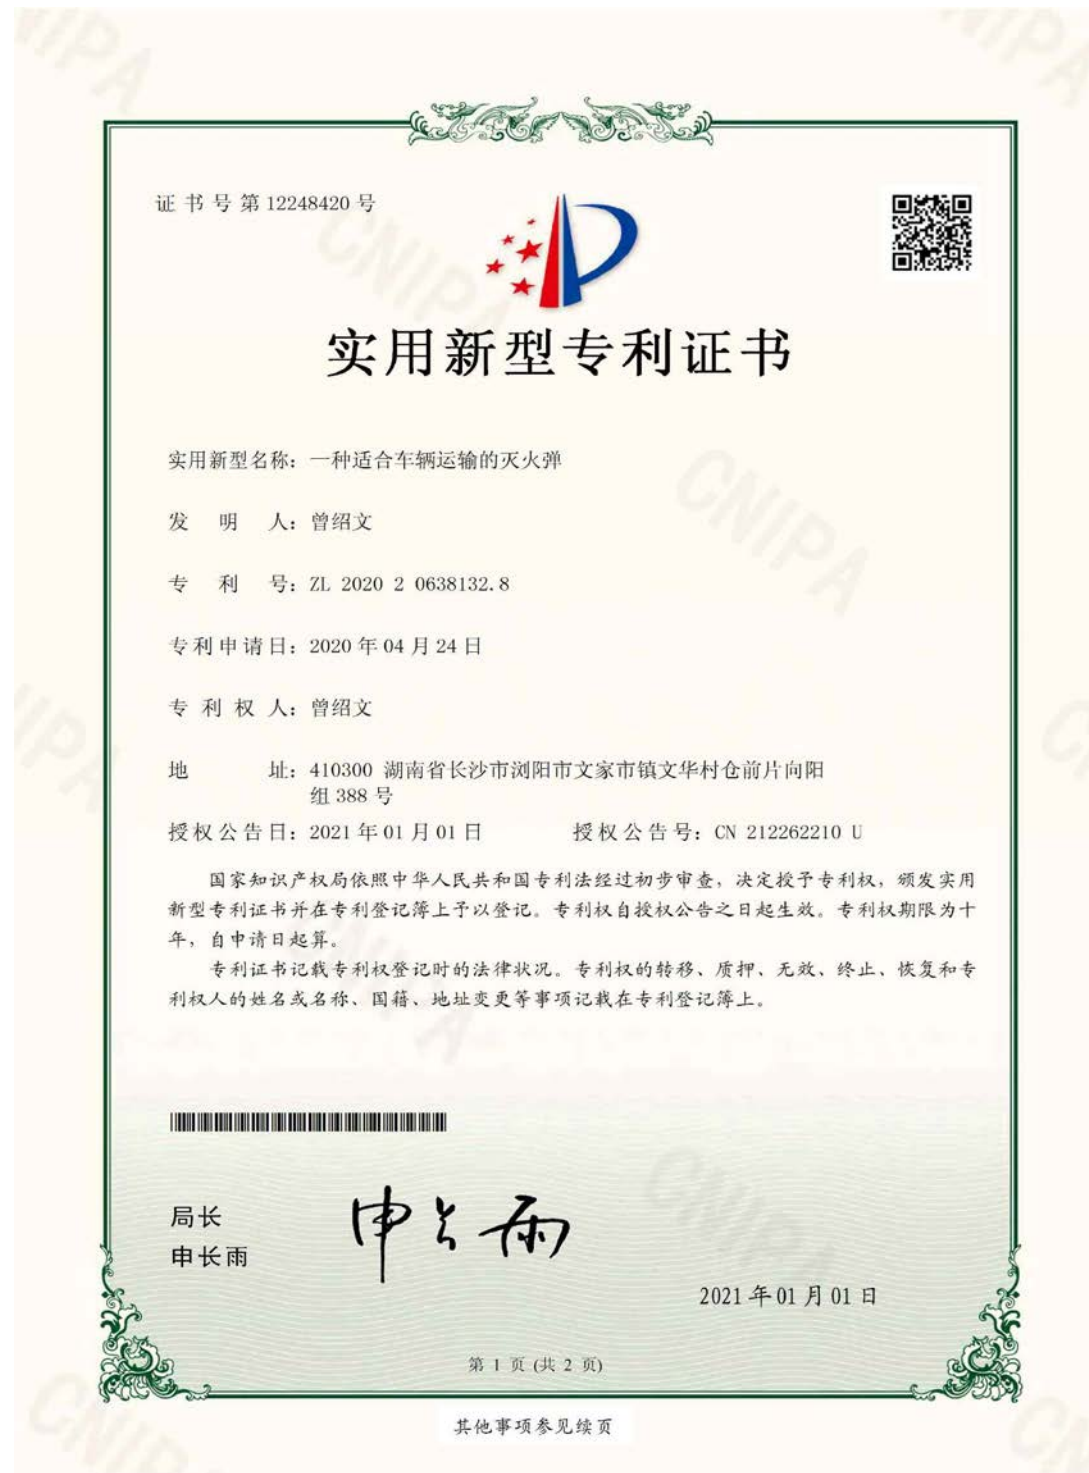 证书号第12248420号
实用新型专利证书
实用新型名称：一种适合车辆运输的灭火弹
发明人：曾绍文
专利号：ZL 2020 2 0638132.8
专利申请日：2020年04月24日
专利权人：曾绍文
地址：410300 湖南省长沙市浏阳市文家市镇文华村仓前片向阳
组388号
授权公告日：2021年01月01日 授权公告号：CN 212262210 U
国家知识产权局依照中华人民共和国专利法经过初步审查，决定授予专利权，颁发实用
新型专利证书并在专利登记簿上予以登记。专利权自授权公告之日起生效。专利权期限为十
年，自申请日起算。
专利证书记载专利权登记时的法律状况。专利权的转移、质押、无效、终止、恢复和专
利权人的姓名或名称、国籍、地址变更等事项记载在专利登记簿上。
局长
申长雨
申长雨
2021年01月01日
第 1 页 (共 2 页)
其他事项参见续页
CNIPA
CNIPA
CNIPA
CNIPA
CNIPA